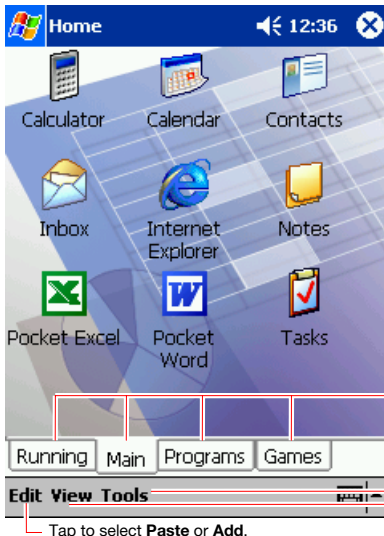 Home 12:36
Calculator Calendar Contacts
Inbox Internet Explorer Notes
Pocket Excel Pocket Word Tasks
Running Main Programs Games
Edit View Tools
Tap to select Paste or Add.